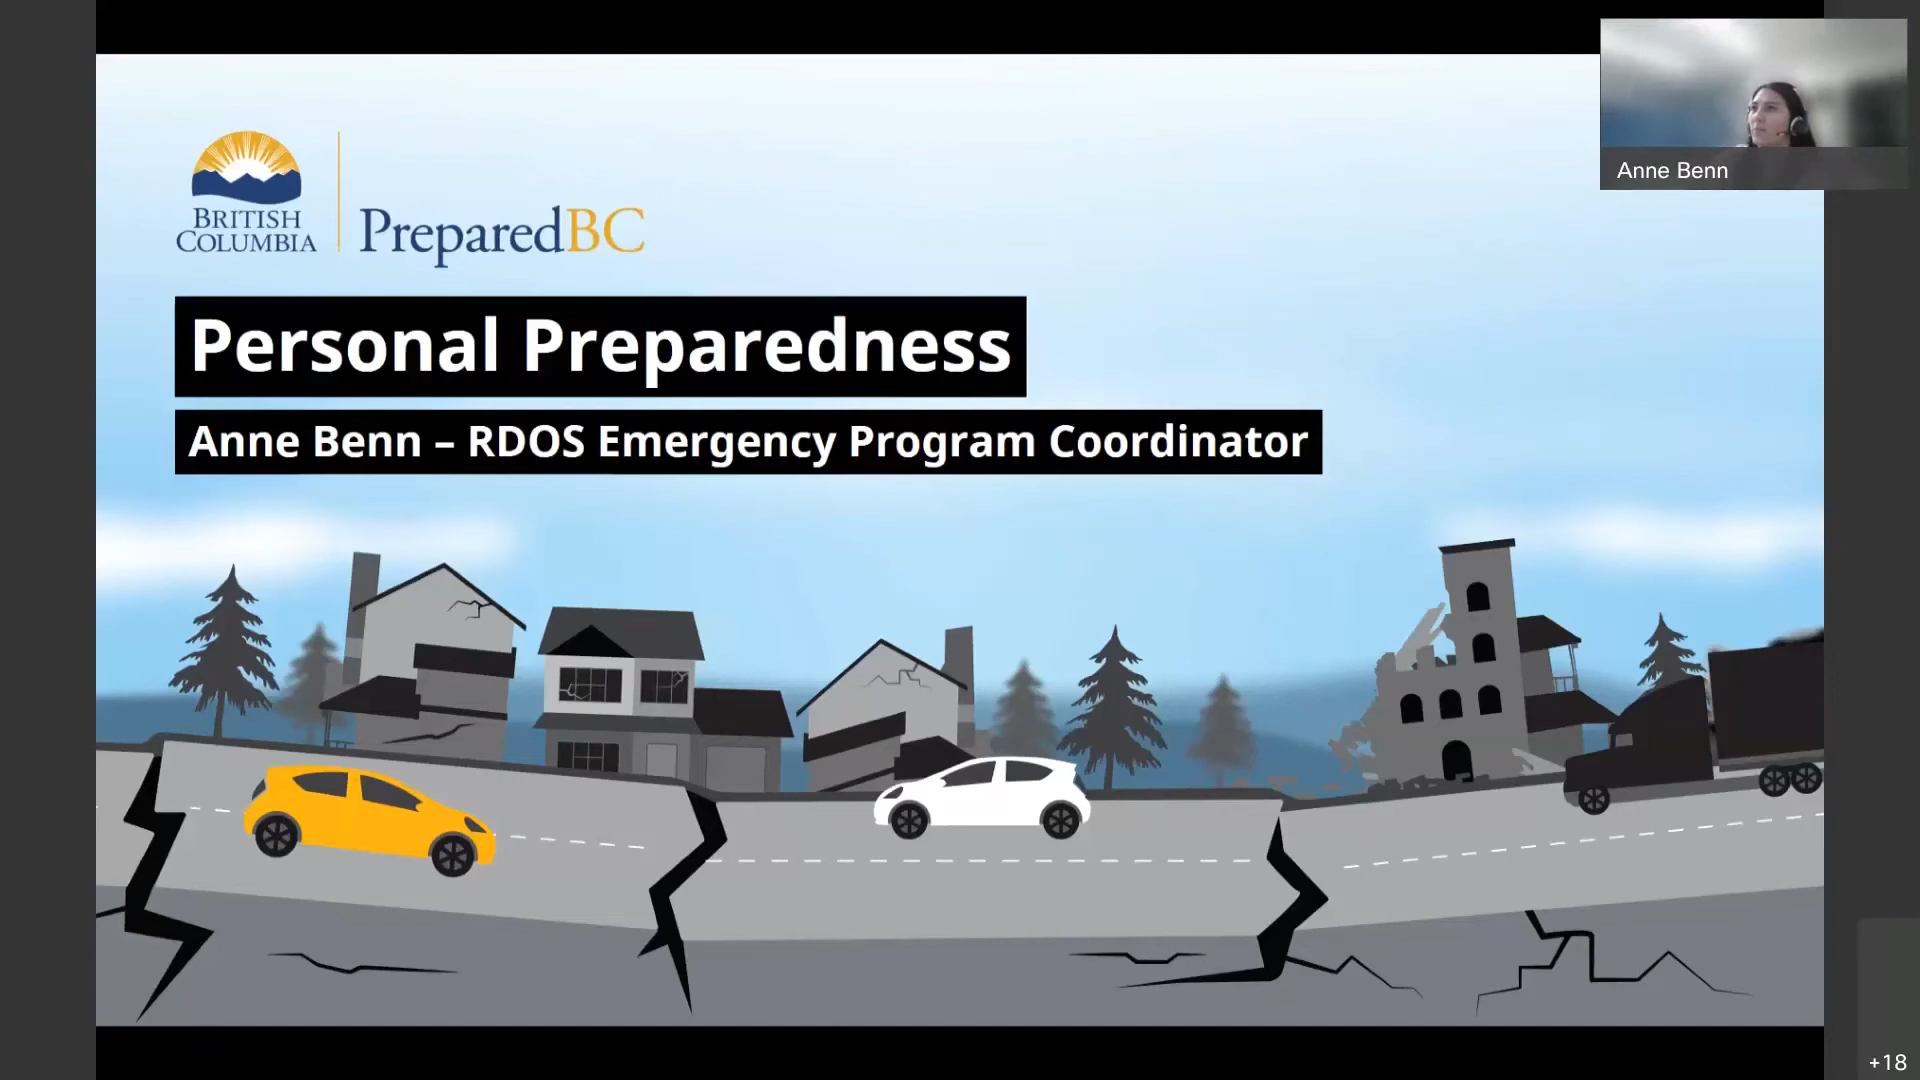 Anne Benn
BRITISH
COLUMBIA
PreparedBC
Personal Preparedness
Anne Benn – RDOS Emergency Program Coordinator
+18